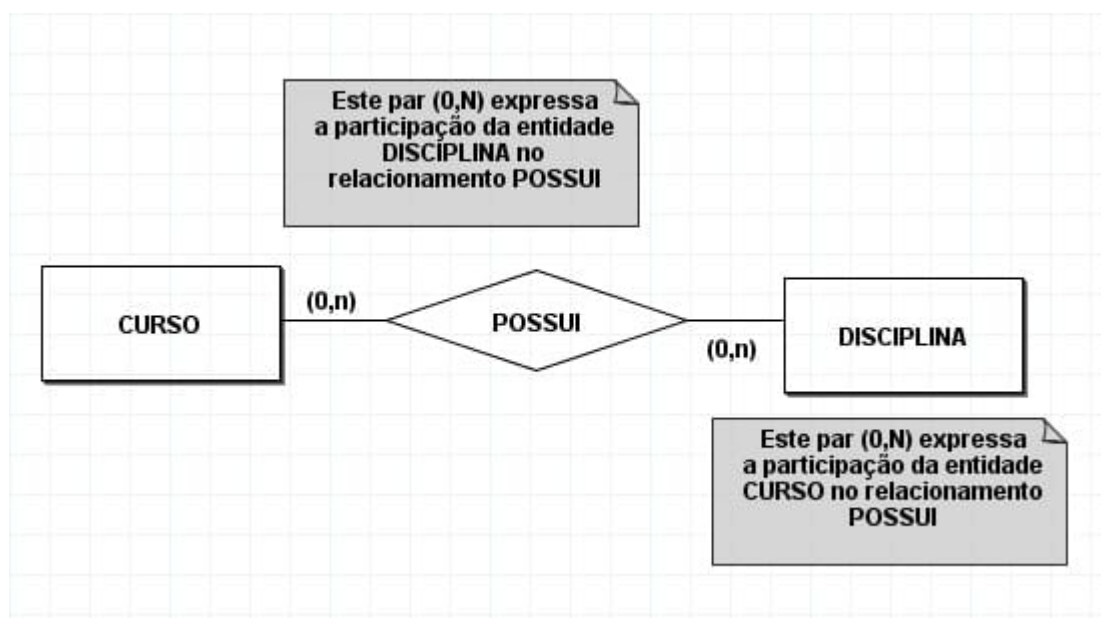 Este par (0,N) expressa
a participação da entidade
DISCIPLINA no
relacionamento POSSUI
CURSO
(0,n)
POSSUI
(0,n)
DISCIPLINA
Este par (0,N) expressa
a participação da entidade
CURSO no relacionamento
POSSUI